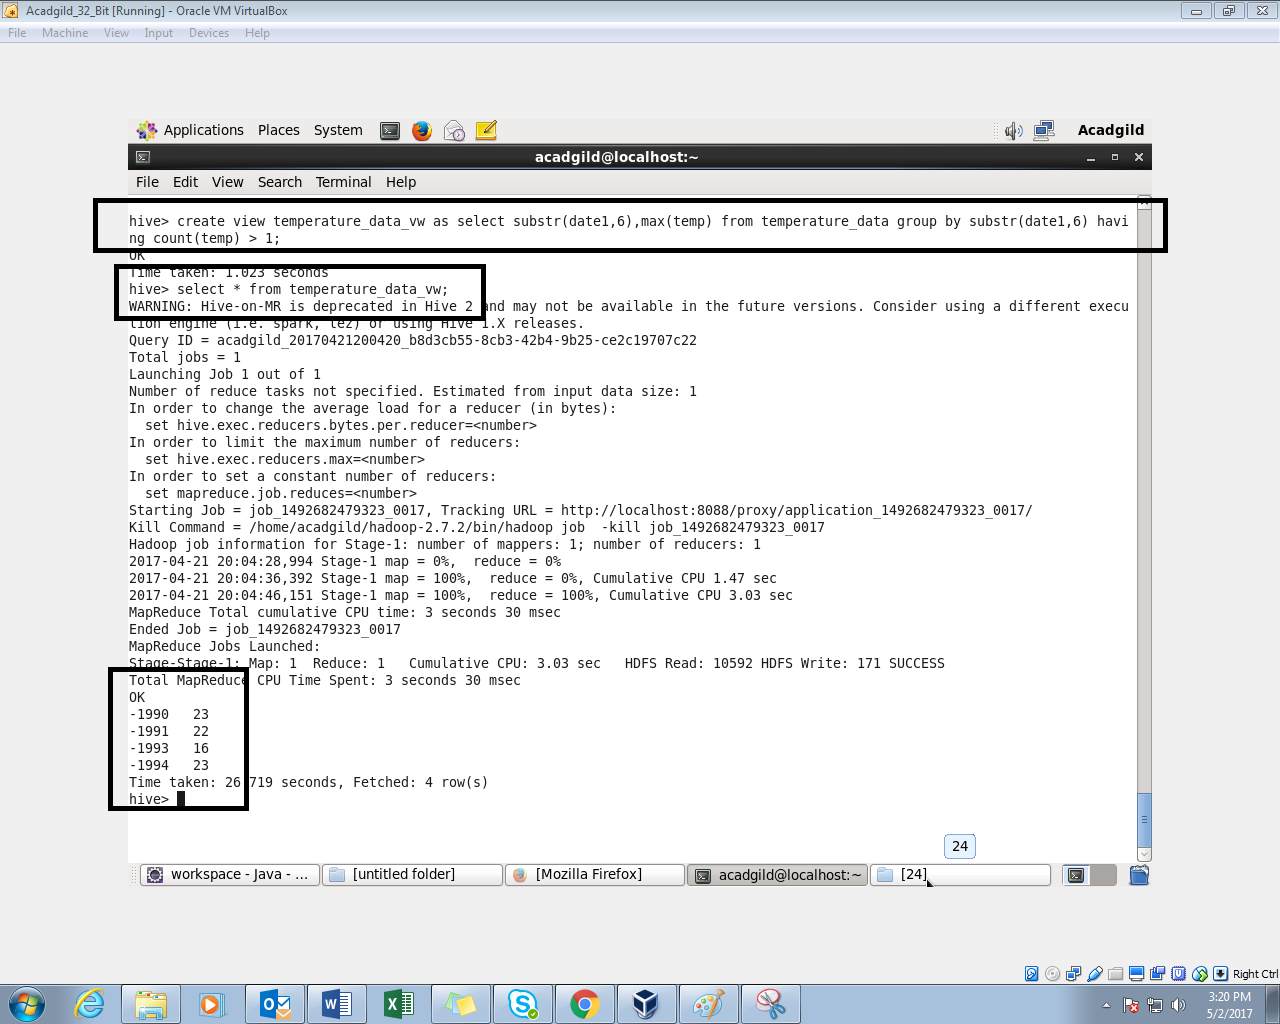 Acadgild_32_Bit [Running] - Oracle VM VirtualBox
File Machine View Input Devices Help
Applications Places System Acadgild
acadgild@localhost:~
File Edit View Search Terminal Help
hive> create view temperature_data_vw as select substr(date1,6),max(temp) from temperature_data group by substr(date1,6) havi
ng count(temp) > 1;
OK
Time taken: 1.023 seconds
hive> select * from temperature_data_vw;
WARNING: Hive-on-MR is deprecated in Hive 2 and may not be available in the future versions. Consider using a different execu
tion engine (i.e. spark, tez) or using Hive 1.X releases.
Query ID = acadgild_20170421200420_b8d3cb55-8cb3-42b4-9b25-ce2c19707c22
Total jobs = 1
Launching Job 1 out of 1
Number of reduce tasks not specified. Estimated from input data size: 1
In order to change the average load for a reducer (in bytes):
  set hive.exec.reducers.bytes.per.reducer=<number>
In order to limit the maximum number of reducers:
  set hive.exec.reducers.max=<number>
In order to set a constant number of reducers:
  set mapreduce.job.reduces=<number>
Starting Job = job_1492682479323_0017, Tracking URL = http://localhost:8088/proxy/application_1492682479323_0017/
Kill Command = /home/acadgild/hadoop-2.7.2/bin/hadoop job  -kill job_1492682479323_0017
Hadoop job information for Stage-1: number of mappers: 1; number of reducers: 1
2017-04-21 20:04:28,994 Stage-1 map = 0%,  reduce = 0%
2017-04-21 20:04:36,392 Stage-1 map = 100%,  reduce = 0%, Cumulative CPU 1.47 sec
2017-04-21 20:04:46,151 Stage-1 map = 100%,  reduce = 100%, Cumulative CPU 3.03 sec
MapReduce Total cumulative CPU time: 3 seconds 30 msec
Ended Job = job_1492682479323_0017
MapReduce Jobs Launched:
Stage-Stage-1: Map: 1  Reduce: 1   Cumulative CPU: 3.03 sec   HDFS Read: 10592 HDFS Write: 171 SUCCESS
Total MapReduce CPU Time Spent: 3 seconds 30 msec
OK
-1990   23
-1991   22
-1993   16
-1994   23
Time taken: 26.719 seconds, Fetched: 4 row(s)
hive>
24
workspace - Java - ... [untitled folder] [Mozilla Firefox] acadgild@localhost:~ [24]
Right Ctrl
3:20 PM
5/2/2017